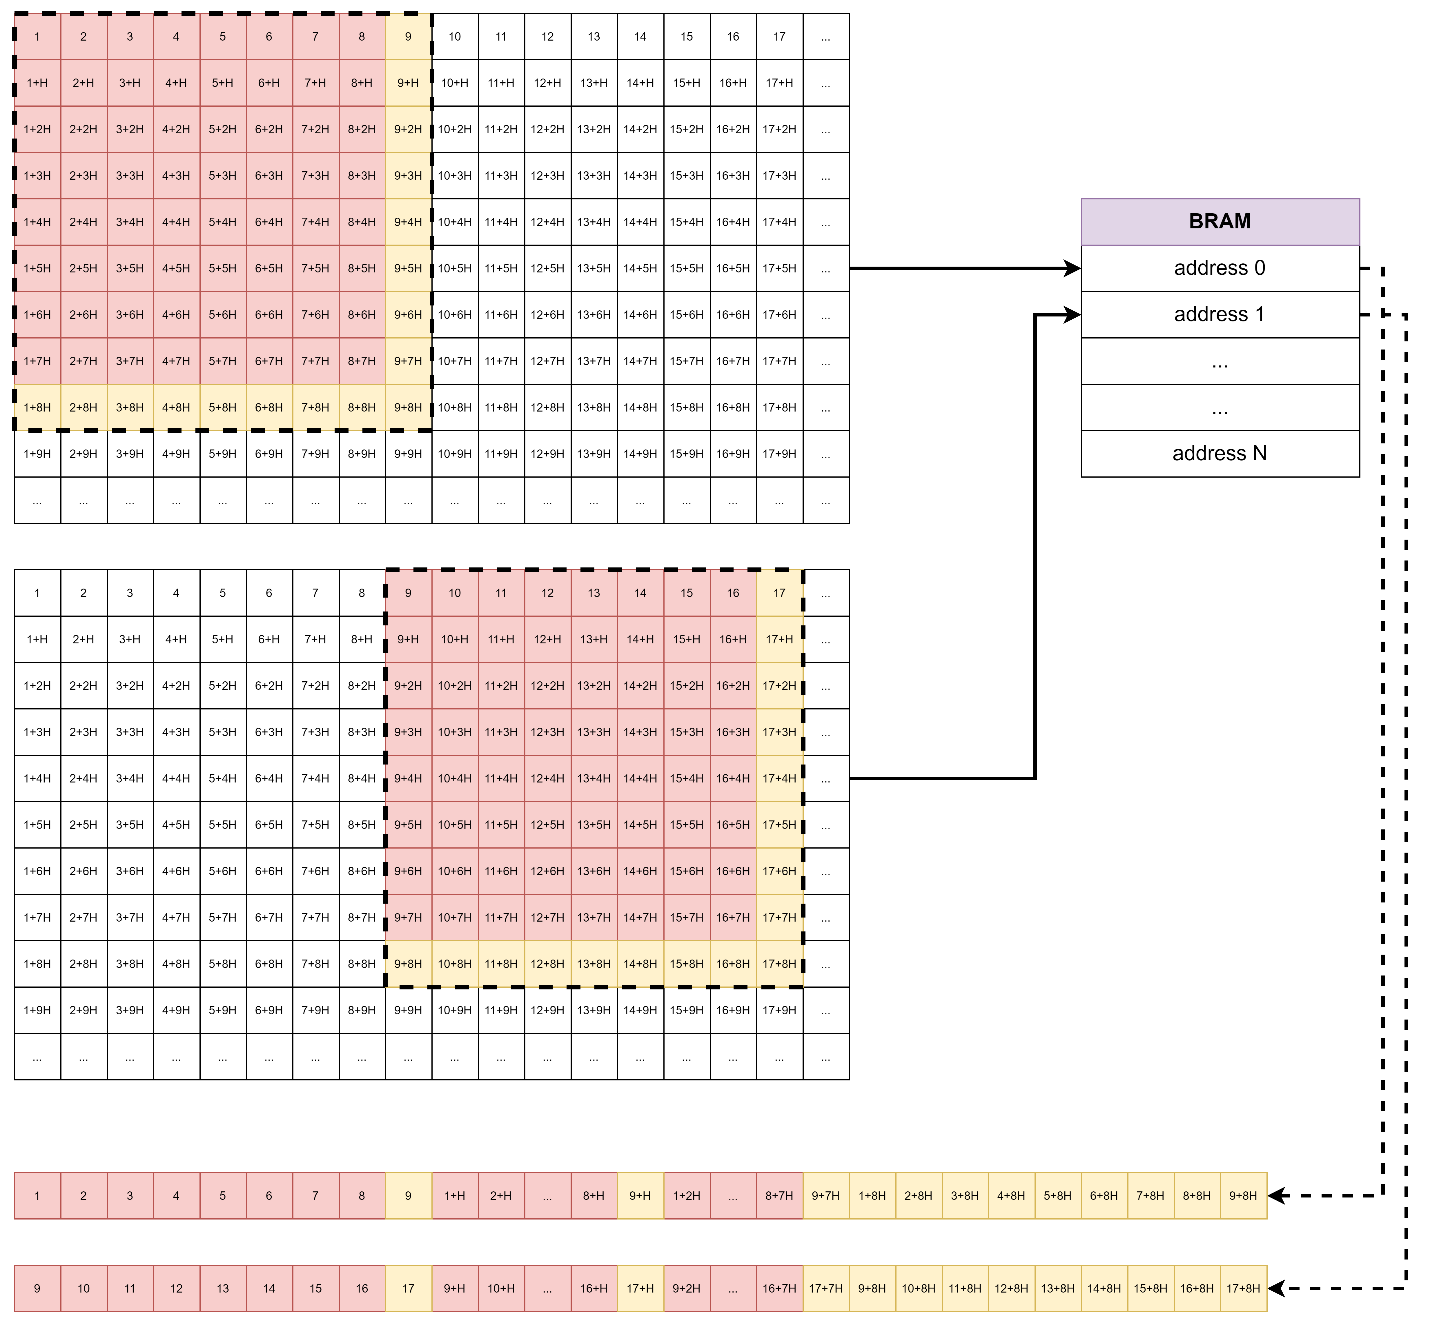 1 2 3 4 5 6 7 8 9 10 11 12 13 14 15 16 17 ...
1+H 2+H 3+H 4+H 5+H 6+H 7+H 8+H 9+H 10+H 11+H 12+H 13+H 14+H 15+H 16+H 17+H ...
1+2H 2+2H 3+2H 4+2H 5+2H 6+2H 7+2H 8+2H 9+2H 10+2H 11+2H 12+2H 13+2H 14+2H 15+2H 16+2H 17+2H ...
1+3H 2+3H 3+3H 4+3H 5+3H 6+3H 7+3H 8+3H 9+3H 10+3H 11+3H 12+3H 13+3H 14+3H 15+3H 16+3H 17+3H ...
1+4H 2+4H 3+4H 4+4H 5+4H 6+4H 7+4H 8+4H 9+4H 10+4H 11+4H 12+4H 13+4H 14+4H 15+4H 16+4H 17+4H ...
1+5H 2+5H 3+5H 4+5H 5+5H 6+5H 7+5H 8+5H 9+5H 10+5H 11+5H 12+5H 13+5H 14+5H 15+5H 16+5H 17+5H ...
1+6H 2+6H 3+6H 4+6H 5+6H 6+6H 7+6H 8+6H 9+6H 10+6H 11+6H 12+6H 13+6H 14+6H 15+6H 16+6H 17+6H ...
1+7H 2+7H 3+7H 4+7H 5+7H 6+7H 7+7H 8+7H 9+7H 10+7H 11+7H 12+7H 13+7H 14+7H 15+7H 16+7H 17+7H ...
1+8H 2+8H 3+8H 4+8H 5+8H 6+8H 7+8H 8+8H 9+8H 10+8H 11+8H 12+8H 13+8H 14+8H 15+8H 16+8H 17+8H ...
1+9H 2+9H 3+9H 4+9H 5+9H 6+9H 7+9H 8+9H 9+9H 10+9H 11+9H 12+9H 13+9H 14+9H 15+9H 16+9H 17+9H ...
... ... ... ... ... ... ... ... ... ... ... ... ... ... ... ... ... ...
BRAM
address 0
address 1
...
...
address N
1 2 3 4 5 6 7 8 9 10 11 12 13 14 15 16 17 ...
1+H 2+H 3+H 4+H 5+H 6+H 7+H 8+H 9+H 10+H 11+H 12+H 13+H 14+H 15+H 16+H 17+H ...
1+2H 2+2H 3+2H 4+2H 5+2H 6+2H 7+2H 8+2H 9+2H 10+2H 11+2H 12+2H 13+2H 14+2H 15+2H 16+2H 17+2H ...
1+3H 2+3H 3+3H 4+3H 5+3H 6+3H 7+3H 8+3H 9+3H 10+3H 11+3H 12+3H 13+3H 14+3H 15+3H 16+3H 17+3H ...
1+4H 2+4H 3+4H 4+4H 5+4H 6+4H 7+4H 8+4H 9+4H 10+4H 11+4H 12+4H 13+4H 14+4H 15+4H 16+4H 17+4H ...
1+5H 2+5H 3+5H 4+5H 5+5H 6+5H 7+5H 8+5H 9+5H 10+5H 11+5H 12+5H 13+5H 14+5H 15+5H 16+5H 17+5H ...
1+6H 2+6H 3+6H 4+6H 5+6H 6+6H 7+6H 8+6H 9+6H 10+6H 11+6H 12+6H 13+6H 14+6H 15+6H 16+6H 17+6H ...
1+7H 2+7H 3+7H 4+7H 5+7H 6+7H 7+7H 8+7H 9+7H 10+7H 11+7H 12+7H 13+7H 14+7H 15+7H 16+7H 17+7H ...
1+8H 2+8H 3+8H 4+8H 5+8H 6+8H 7+8H 8+8H 9+8H 10+8H 11+8H 12+8H 13+8H 14+8H 15+8H 16+8H 17+8H ...
1+9H 2+9H 3+9H 4+9H 5+9H 6+9H 7+9H 8+9H 9+9H 10+9H 11+9H 12+9H 13+9H 14+9H 15+9H 16+9H 17+9H ...
... ... ... ... ... ... ... ... ... ... ... ... ... ... ... ... ... ...
1 2 3 4 5 6 7 8 9 1+H 2+H ... 8+H 9+H 1+2H ... 8+7H 9+7H 1+8H 2+8H 3+8H 4+8H 5+8H 6+8H 7+8H 8+8H 9+8H
9 10 11 12 13 14 15 16 17 9+H 10+H ... 16+H 17+H 9+2H ... 16+7H 17+7H 9+8H 10+8H 11+8H 12+8H 13+8H 14+8H 15+8H 16+8H 17+8H